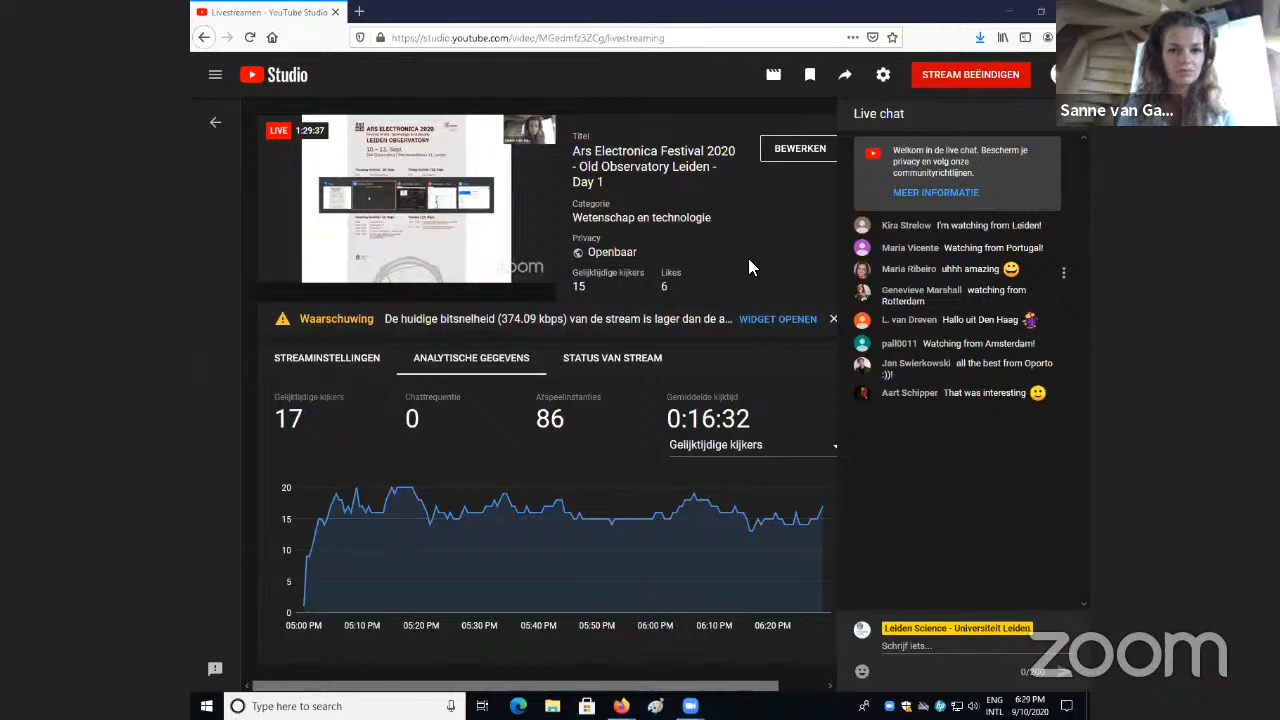 Livestreamen - YouTube Studio
https://studio.youtube.com/video/MGedmfz3ZCg/livestreaming
Studio
STREAM BEËINDIGEN
Sanne van Ga...
LIVE 1:29:37
ARS ELECTRONICA 2020
LEIDEN OBSERVATORY
10 - 13. Sept.
zoom
Titel
Ars Electronica Festival 2020
- Old Observatory Leiden -
Day 1
BEWERKEN
Categorie
Wetenschap en technologie
Privacy
Openbaar
Gelijktijdige kijkers
15
Likes
6
Waarschuwing De huidige bitsnelheid (374.09 kbps) van de stream is lager dan de a... WIDGET OPENEN
STREAMINSTELLINGEN ANALYTISCHE GEGEVENS STATUS VAN STREAM
Gelijktijdige kijkers
17
Chatfrequentie
0
Afspeelinstanties
86
Gemiddelde kijktijd
0:16:32
Gelijktijdige kijkers
20
15
10
5
0
05:00 PM 05:10 PM 05:20 PM 05:30 PM 05:40 PM 05:50 PM 06:00 PM 06:10 PM 06:20 PM
Live chat
Welkom in de live chat. Bescherm je
privacy en volg onze
communityrichtlijnen.
MEER INFORMATIE
Kira Strelow I'm watching from Leiden!
Maria Vicente Watching from Portugal!
Maria Ribeiro uhhh amazing
Genevieve Marshall watching from
Rotterdam
L. van Dreven Hallo uit Den Haag
pall0011 Watching from Amsterdam!
Jan Swierkowski all the best from Oporto
;))!
Aart Schipper That was interesting
Leiden Science - Universiteit Leiden
Schrijf iets...
0/200
zoom
Type here to search
ENG
INTL
6:29 PM
9/10/2020